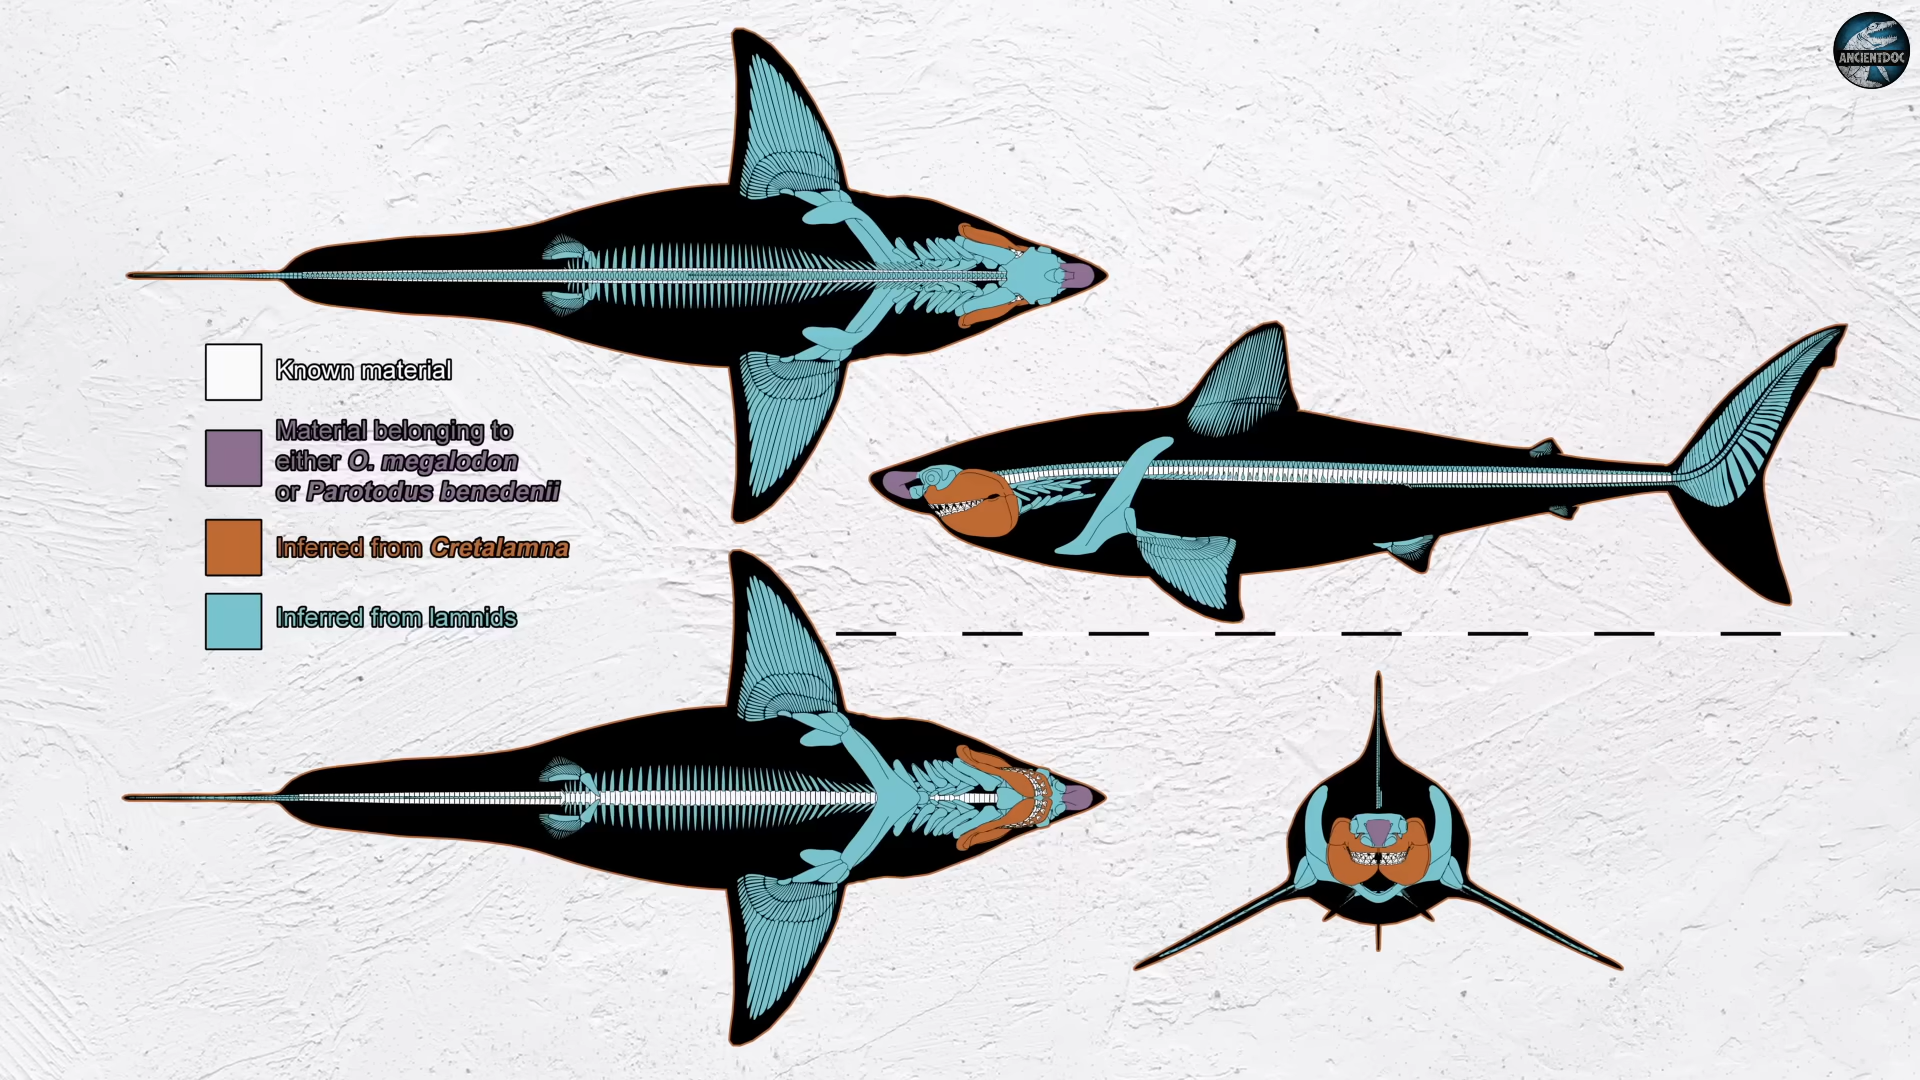 ANCIENTDOC
Known material
Material belonging to
either O. megalodon
or Parotodus benedenii
Inferred from Cretalamna
Inferred from lamnids